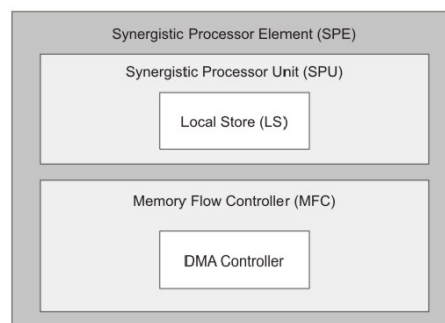 Synergistic Processor Element (SPE)
Synergistic Processor Unit (SPU)
Local Store (LS)
Memory Flow Controller (MFC)
DMA Controller